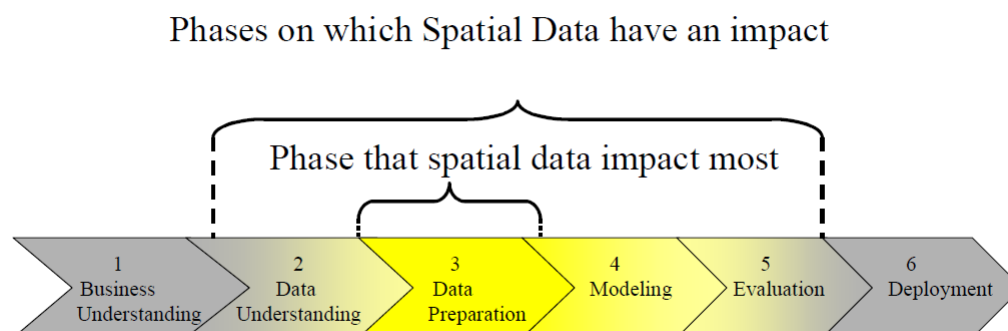 Phases on which Spatial Data have an impact
Phase that spatial data impact most
1
Business
Understanding
2
Data
Understanding
3
Data
Preparation
4
Modeling
5
Evaluation
6
Deployment